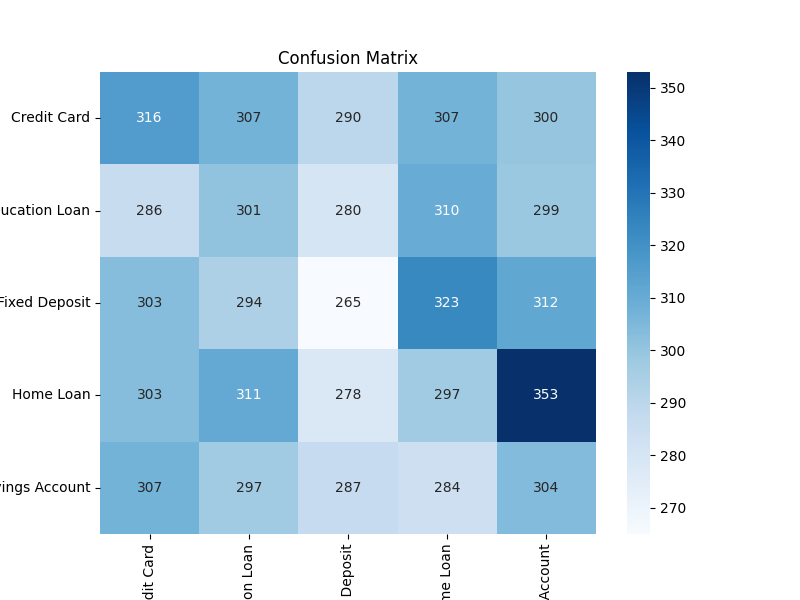 Confusion Matrix
350
Credit Card 316 307 290 307 300
340
330
ucation Loan 286 301 280 310 299
320
Fixed Deposit 303 294 265 323 312
310
300
Home Loan 303 311 278 297 353
290
280
ings Account 307 297 287 284 304
270
dit Card
on Loan
Deposit
me Loan
Account